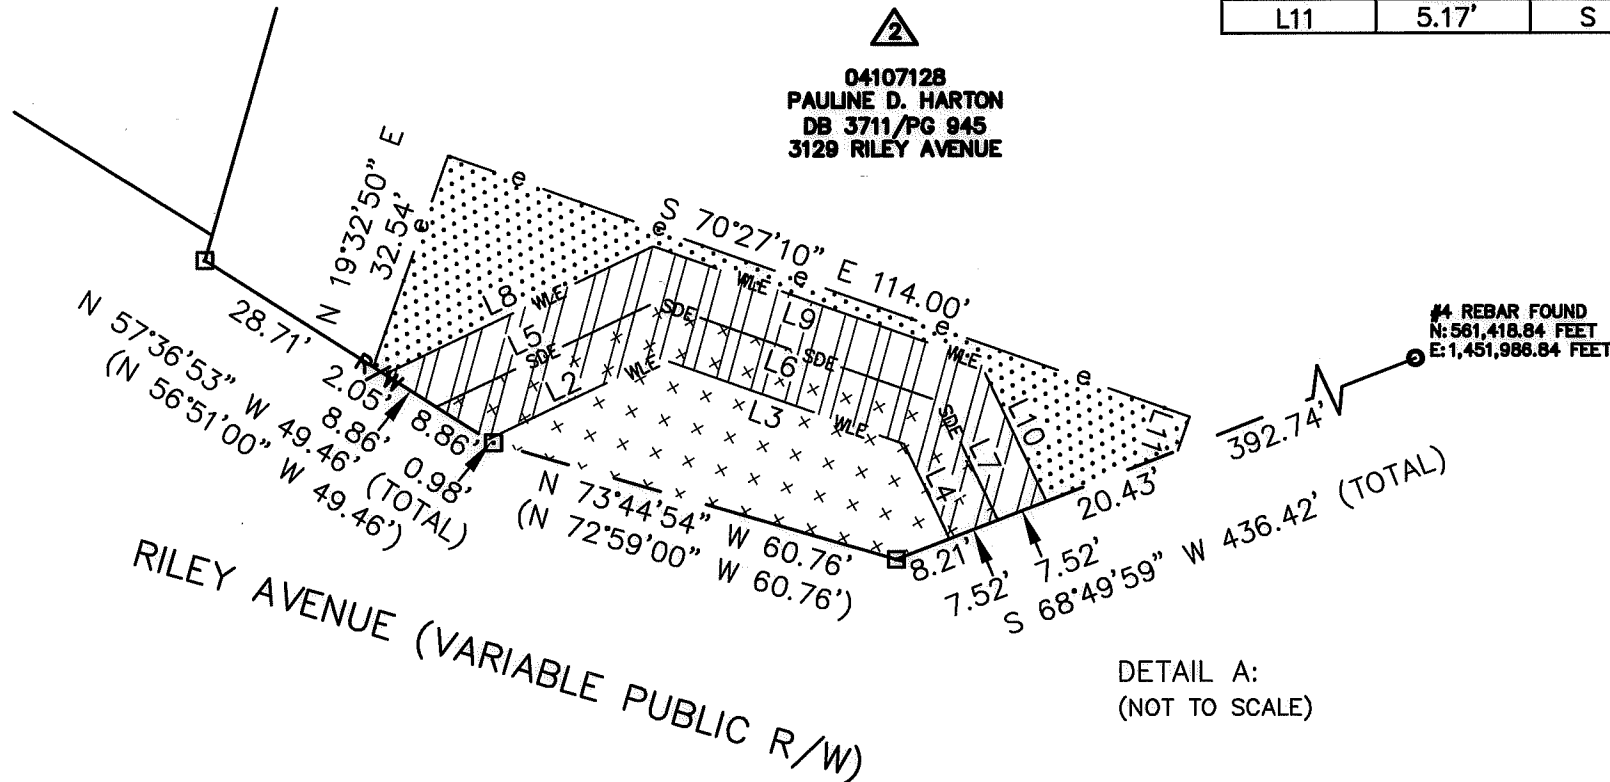 L11 5.17' S
2
04107128
PAULINE D. HARTON
DB 3711/PG 945
3129 RILEY AVENUE
N 19°32'50" E
32.54'
e
e
e
e
e
e
S 70°27'10" E 114.00'
L8
WLE
WLE
L9
WLE
L5
SDE
SDE
L6
SDE
SDE
L2
WLE
L3
WLE
L10
L7
L4
L11
#4 REBAR FOUND
N: 561,418.84 FEET
E: 1,451,986.84 FEET
392.74'
28.71'
R/W
2.05'
8.86'
8.86'
0.98'
N 57°36'53" W 49.46' (TOTAL)
(N 56°51'00" W 49.46')
N 73°44'54" W 60.76'
(N 72°59'00" W 60.76')
8.21'
7.52'
7.52'
20.43'
S 68°49'59" W 436.42' (TOTAL)
RILEY AVENUE (VARIABLE PUBLIC R/W)
DETAIL A:
(NOT TO SCALE)